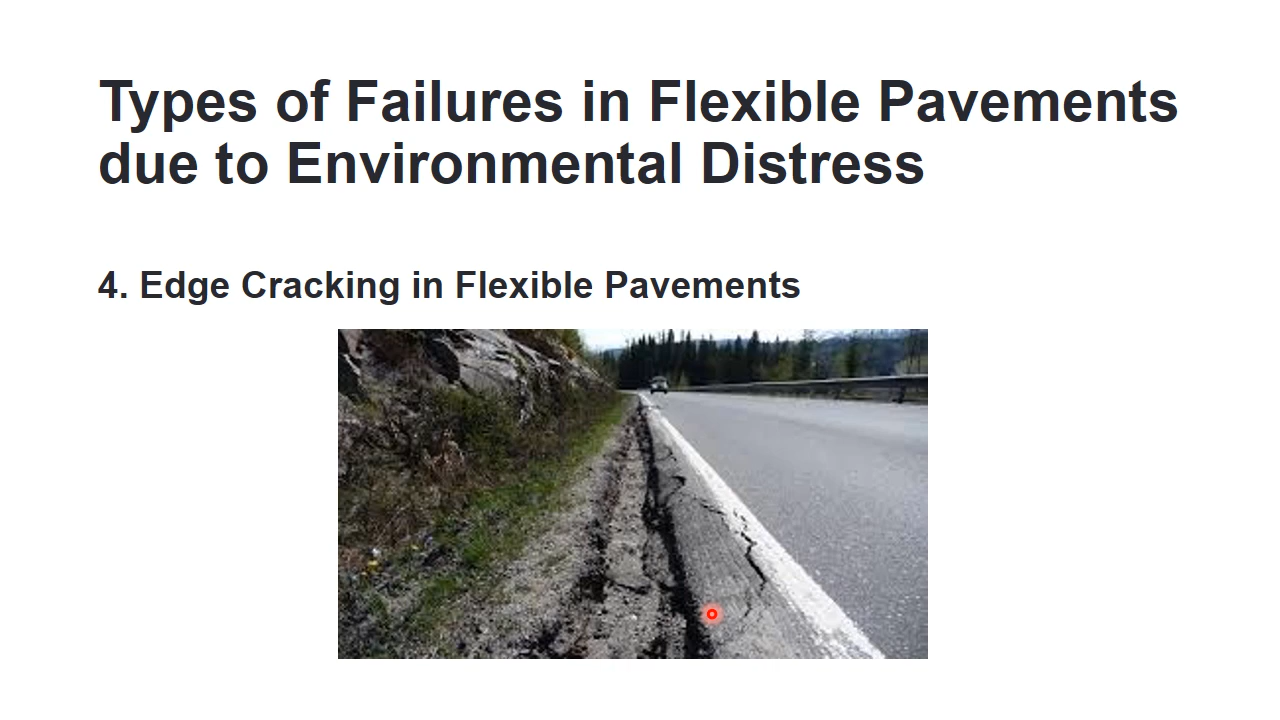 Types of Failures in Flexible Pavements
due to Environmental Distress
4. Edge Cracking in Flexible Pavements